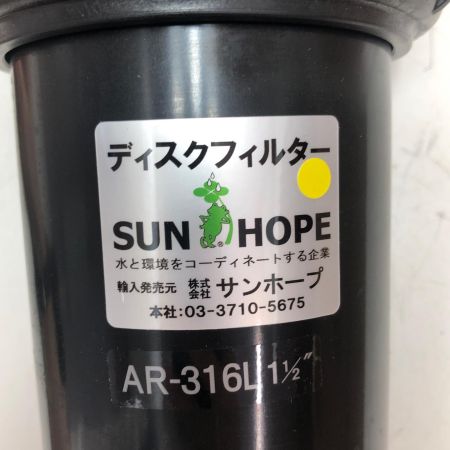 ディスクフィルター
SUN HOPE
®
水と環境をコーディネートする企業
輸入発売元 株式会社 サンホープ
本社:03-3710-5675
AR-316L 1½"